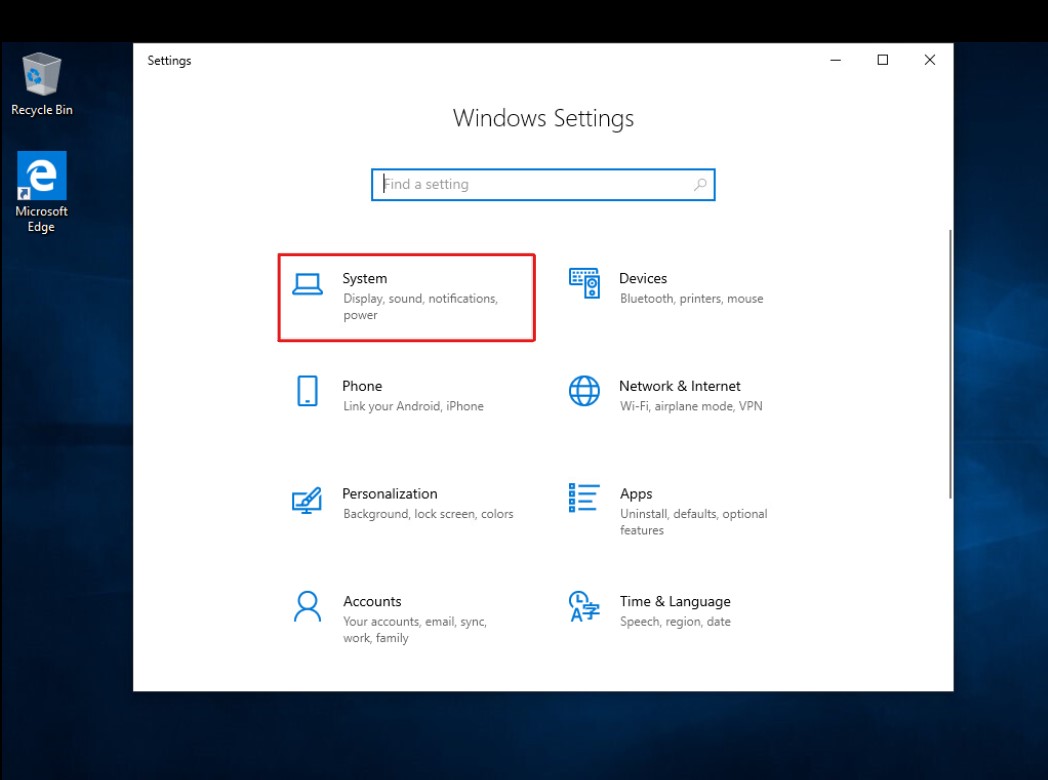 Settings
Recycle Bin
Windows Settings
Find a setting
Microsoft
Edge
System
Display, sound, notifications,
power
Devices
Bluetooth, printers, mouse
Phone
Link your Android, iPhone
Network & Internet
Wi-Fi, airplane mode, VPN
Personalization
Background, lock screen, colors
Apps
Uninstall, defaults, optional
features
Accounts
Your accounts, email, sync,
work, family
Time & Language
Speech, region, date